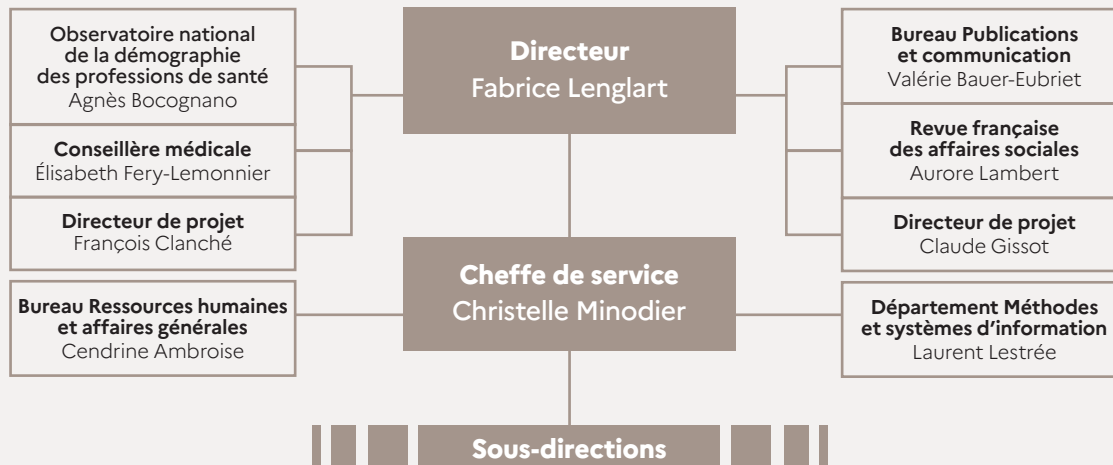 Observatoire national
de la démographie
des professions de santé
Agnès Bocognano
Conseillère médicale
Élisabeth Fery-Lemonnier
Directeur de projet
François Clanché
Bureau Ressources humaines
et affaires générales
Cendrine Ambroise
Directeur
Fabrice Lenglart
Cheffe de service
Christelle Minodier
Sous-directions
Bureau Publications
et communication
Valérie Bauer-Eubriet
Revue française
des affaires sociales
Aurore Lambert
Directeur de projet
Claude Gissot
Département Méthodes
et systèmes d’information
Laurent Lestrée